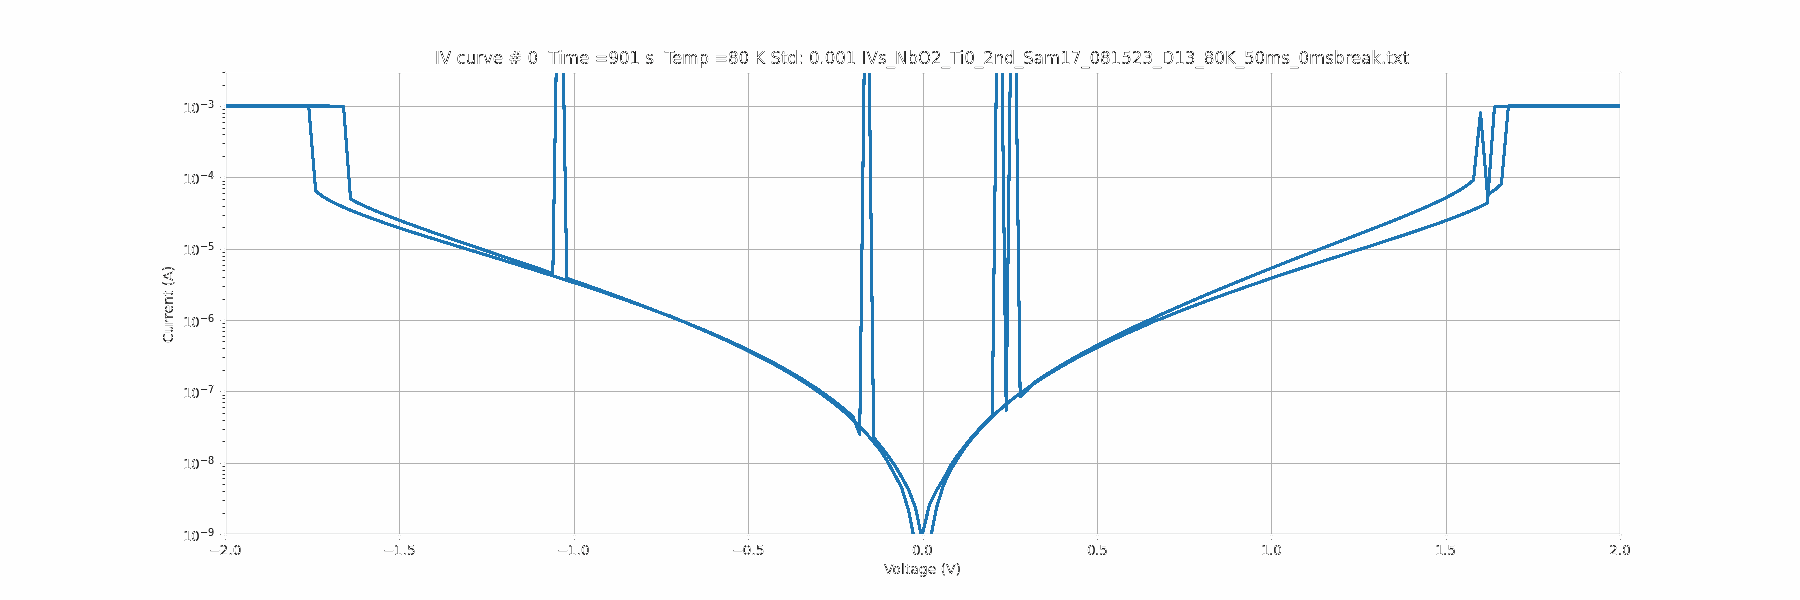 IV curve # 0 Time =901 s Temp =80 K Std: 0.001 IVs_NbO2_Ti0_2nd_Sam17_081523_D13_80K_50ms_0msbreak.txt
10⁻³
10⁻⁴
10⁻⁵
10⁻⁶
10⁻⁷
10⁻⁸
10⁻⁹
Current (A)
−2.0 −1.5 −1.0 −0.5 0.0 0.5 1.0 1.5 2.0
Voltage (V)